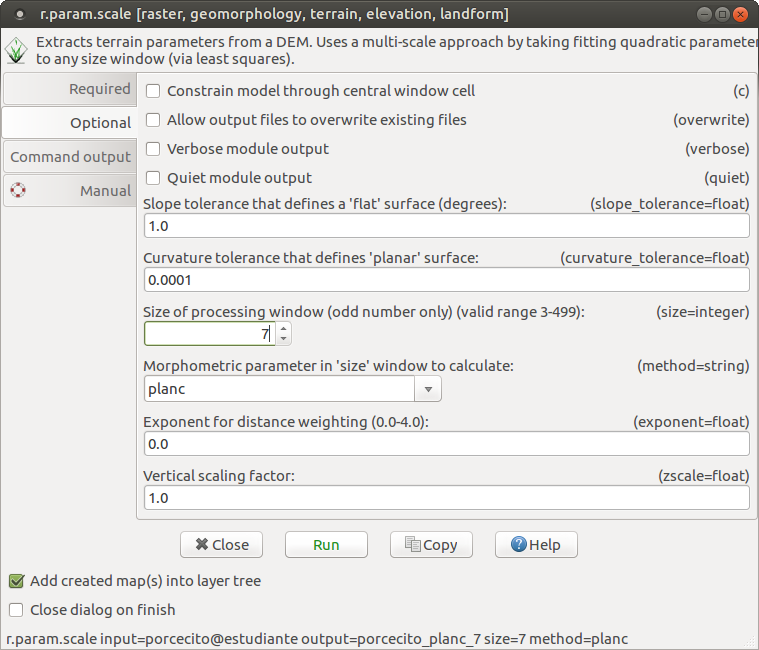 r.param.scale [raster, geomorphology, terrain, elevation, landform]
Extracts terrain parameters from a DEM. Uses a multi-scale approach by taking fitting quadratic parameter
to any size window (via least squares).
Required
Optional
Command output
Manual
Constrain model through central window cell (c)
Allow output files to overwrite existing files (overwrite)
Verbose module output (verbose)
Quiet module output (quiet)
Slope tolerance that defines a 'flat' surface (degrees): (slope_tolerance=float)
1.0
Curvature tolerance that defines 'planar' surface: (curvature_tolerance=float)
0.0001
Size of processing window (odd number only) (valid range 3-499): (size=integer)
7
Morphometric parameter in 'size' window to calculate: (method=string)
planc
Exponent for distance weighting (0.0-4.0): (exponent=float)
0.0
Vertical scaling factor: (zscale=float)
1.0
Close Run Copy Help
Add created map(s) into layer tree
Close dialog on finish
r.param.scale input=porcecito@estudiante output=porcecito_planc_7 size=7 method=planc